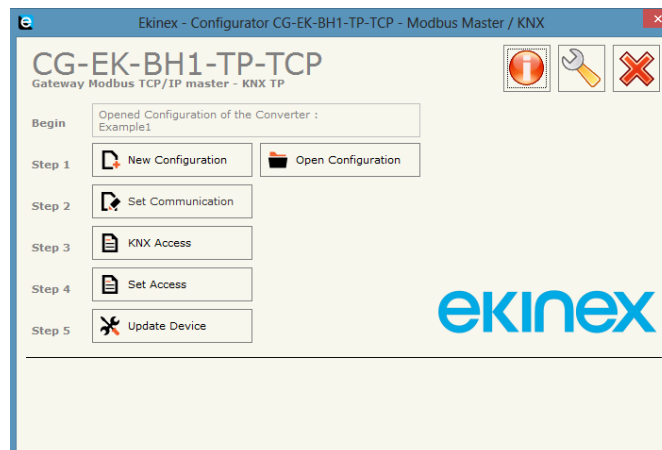 Ekinex - Configurator CG-EK-BH1-TP-TCP - Modbus Master / KNX
CG-EK-BH1-TP-TCP
Gateway Modbus TCP/IP master - KNX TP
Begin
Opened Configuration of the Converter :
Example1
Step 1
New Configuration
Open Configuration
Step 2
Set Communication
Step 3
KNX Access
Step 4
Set Access
Step 5
Update Device
ekinex